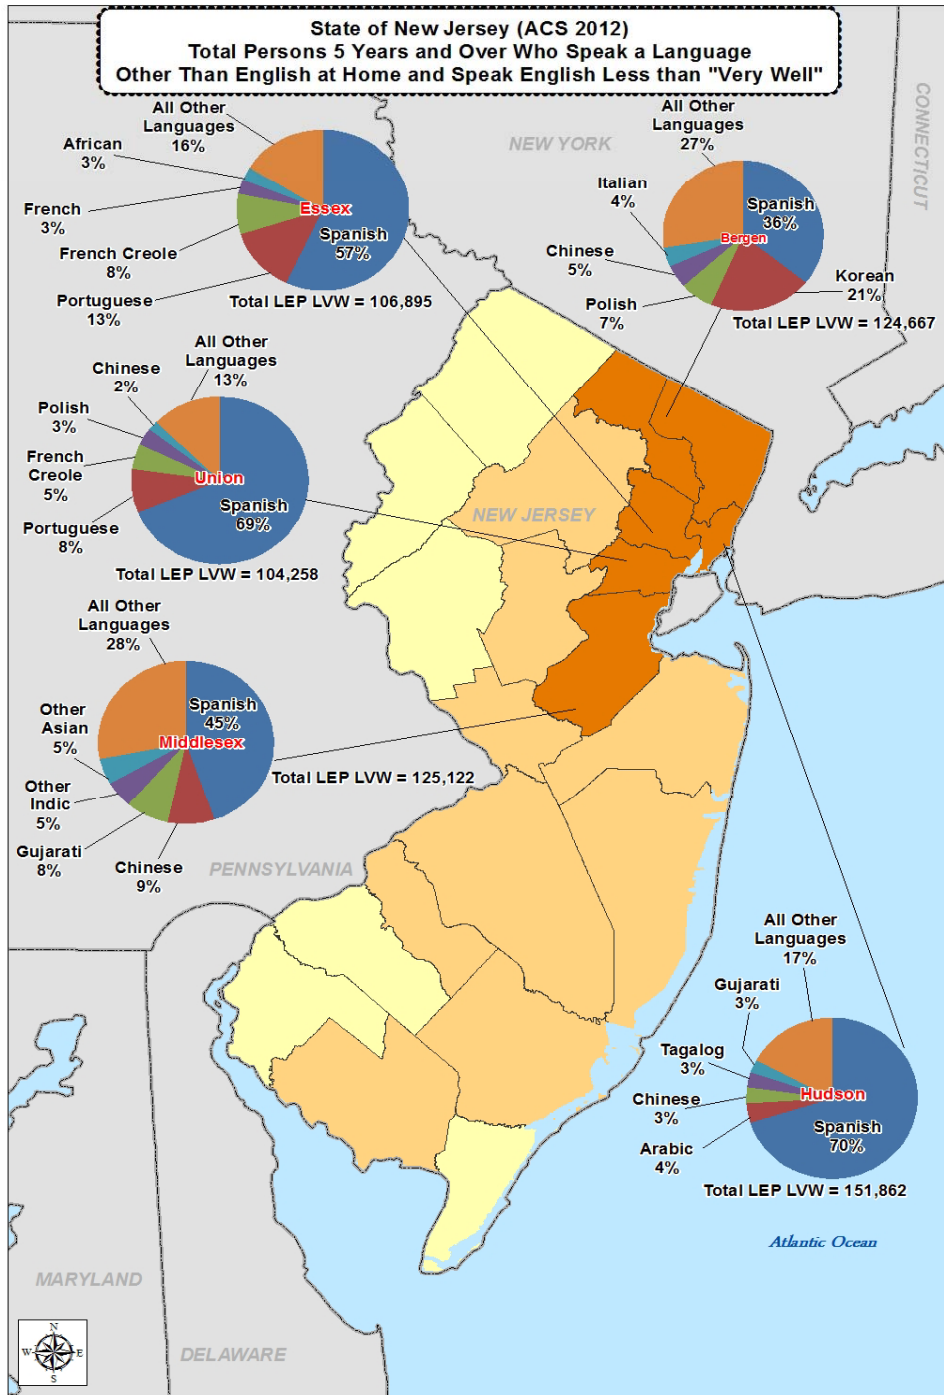 State of New Jersey (ACS 2012)
Total Persons 5 Years and Over Who Speak a Language
Other Than English at Home and Speak English Less than "Very Well"
CONNECTICUT
NEW YORK
All Other
Languages
16%
African
3%
French
3%
French Creole
8%
Portuguese
13%
Essex
Spanish
57%
Total LEP LVW = 106,895
All Other
Languages
27%
Italian
4%
Chinese
5%
Polish
7%
Spanish
36%
Bergen
Korean
21%
Total LEP LVW = 124,667
All Other
Languages
13%
Chinese
2%
Polish
3%
French
Creole
5%
Portuguese
8%
Union
Spanish
69%
Total LEP LVW = 104,258
NEW JERSEY
All Other
Languages
28%
Other
Asian
5%
Other
Indic
5%
Gujarati
8%
Chinese
9%
Spanish
45%
Middlesex
Total LEP LVW = 125,122
PENNSYLVANIA
All Other
Languages
17%
Gujarati
3%
Tagalog
3%
Chinese
3%
Arabic
4%
Hudson
Spanish
70%
Total LEP LVW = 151,862
Atlantic Ocean
MARYLAND
DELAWARE
N
W
E
S